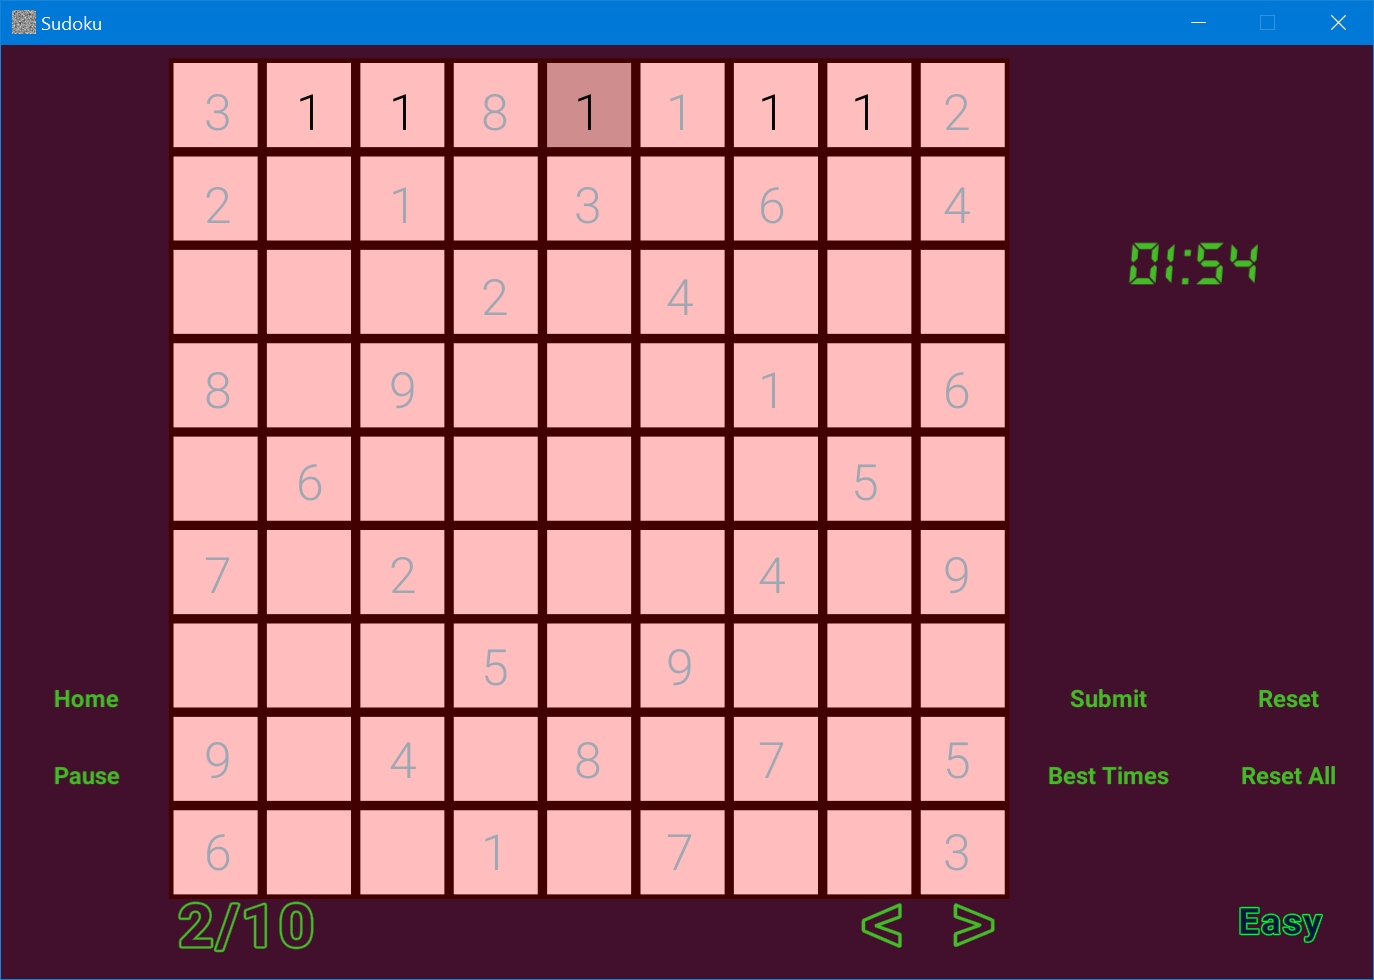 Sudoku
3 1 1 8 1 1 1 1 2
2 1 3 6 4
2 4
01:54
8 9 1 6
6 5
7 2 4 9
5 9
Home
Submit Reset
9 4 8 7 5
Pause
Best Times Reset All
6 1 7 3
2/10 < > Easy